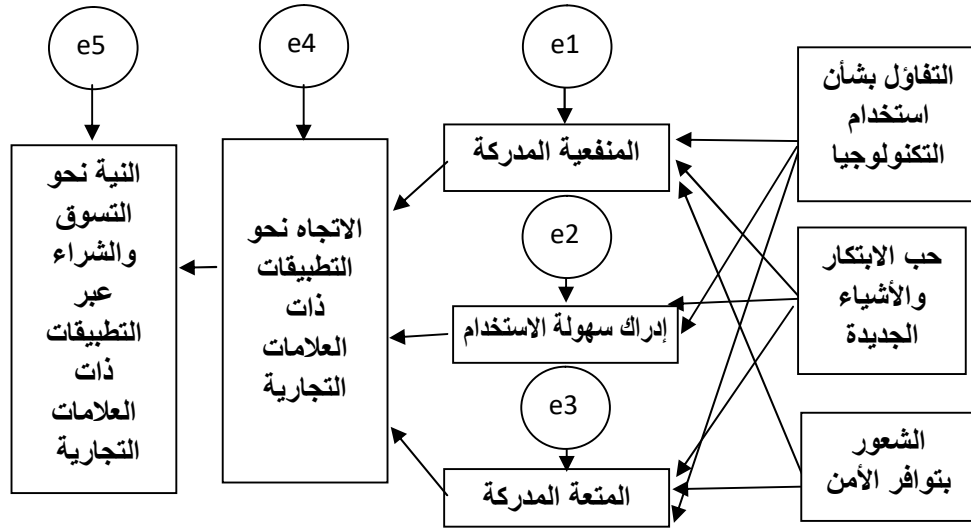 التفاؤل بشأن
استخدام
التكنولوجيا
حب الابتكار
والأشياء
الجديدة
الشعور
بتوافر الأمن
e1
المنفعية المدركة
e2
إدراك سهولة الاستخدام
e3
المتعة المدركة
e4
الاتجاه نحو
التطبيقات
ذات
العلامات
التجارية
e5
النية نحو
التسوق
والشراء
عبر
التطبيقات
ذات
العلامات
التجارية